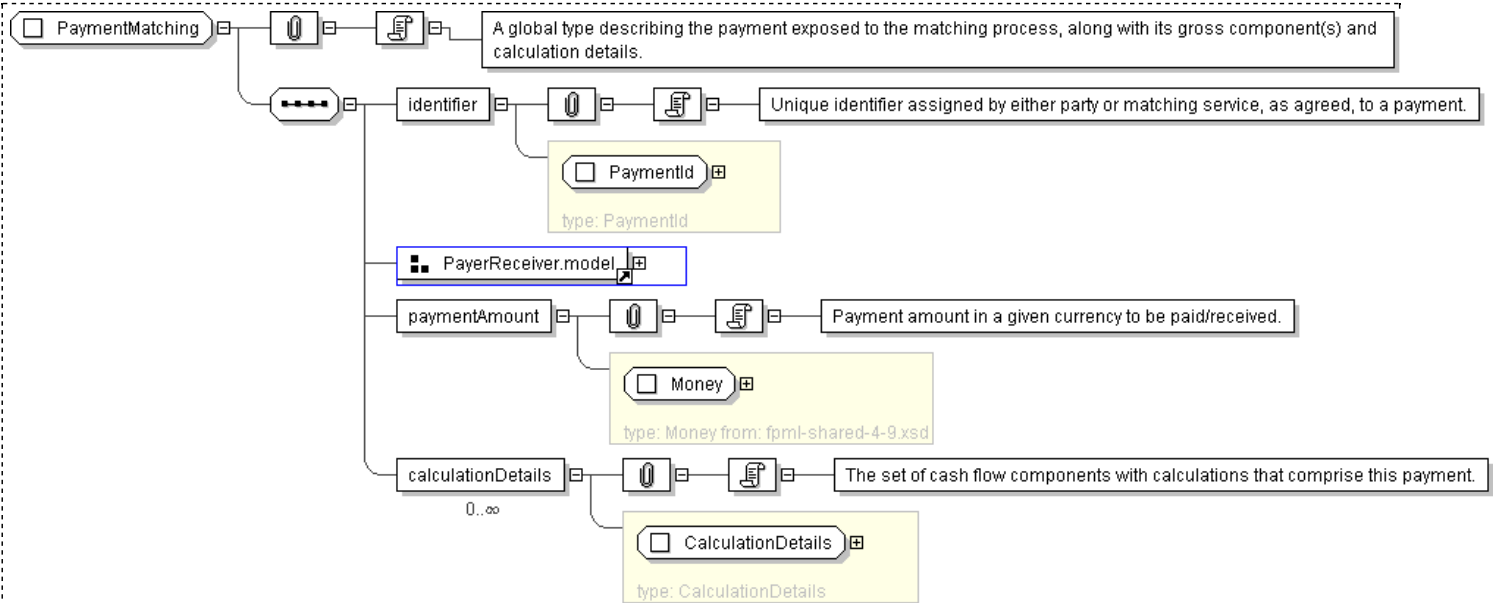 PaymentMatching
A global type describing the payment exposed to the matching process, along with its gross component(s) and
calculation details.
identifier
Unique identifier assigned by either party or matching service, as agreed, to a payment.
PaymentId
type: PaymentId
PayerReceiver.model
paymentAmount
Payment amount in a given currency to be paid/received.
Money
type: Money from: fpml-shared-4-9.xsd
calculationDetails
The set of cash flow components with calculations that comprise this payment.
0..∞
CalculationDetails
type: CalculationDetails